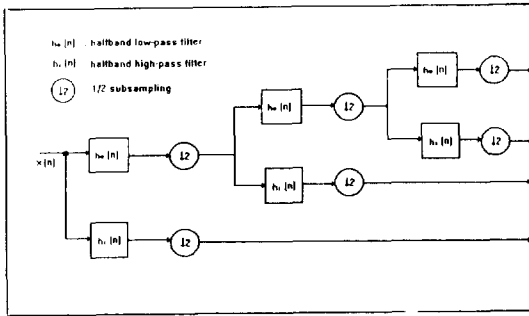 h₀[n] : halfband low-pass filter
h₁[n] halfband high-pass filter
↓2 1/2 subsampling
h₀[n] ↓2
h₀[n] ↓2
h₁[n] ↓2
x[n] h₀[n] ↓2
h₁[n] ↓2
h₁[n] ↓2